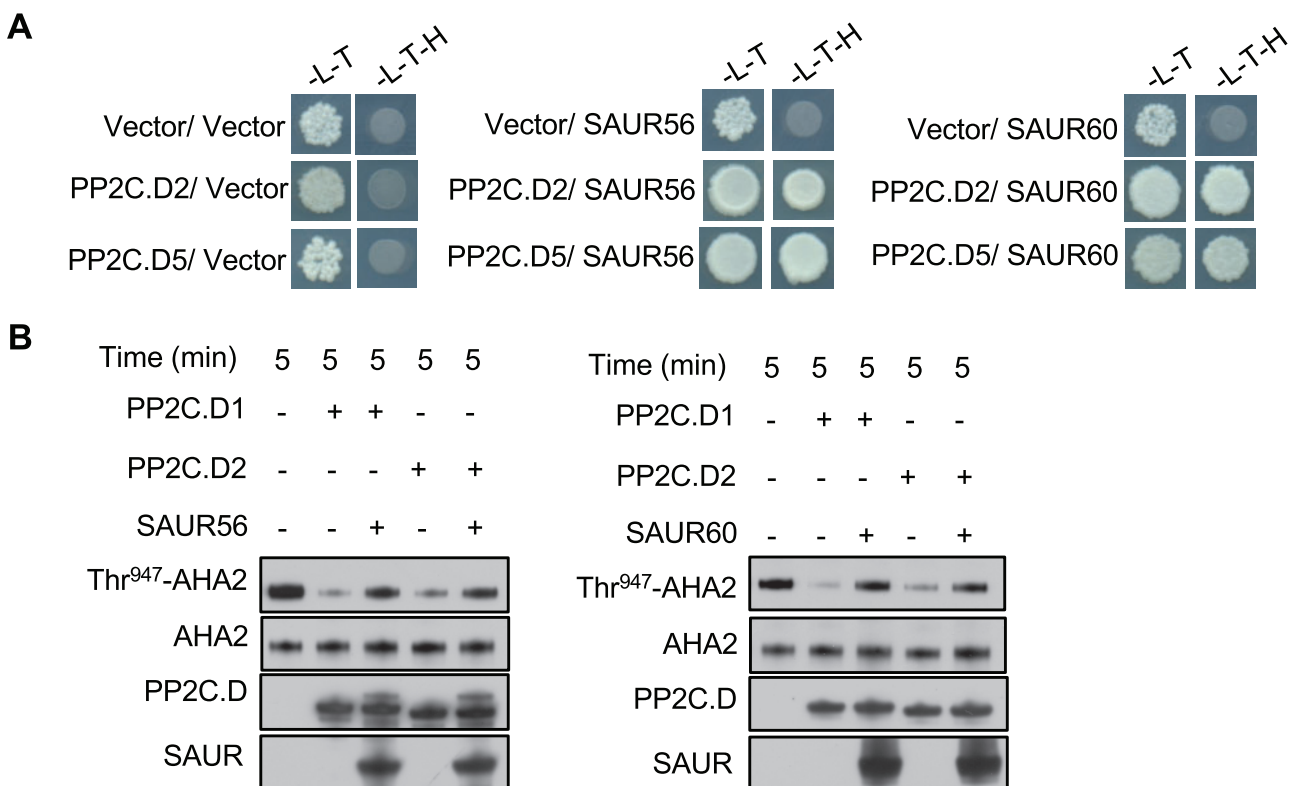 A
-L-T -L-T-H -L-T -L-T-H -L-T -L-T-H
Vector/ Vector
PP2C.D2/ Vector
PP2C.D5/ Vector
Vector/ SAUR56
PP2C.D2/ SAUR56
PP2C.D5/ SAUR56
Vector/ SAUR60
PP2C.D2/ SAUR60
PP2C.D5/ SAUR60
B
Time (min) 5 5 5 5 5
PP2C.D1 - + + - -
PP2C.D2 - - - + +
SAUR56 - - + - +
Thr947-AHA2
AHA2
PP2C.D
SAUR
Time (min) 5 5 5 5 5
PP2C.D1 - + + - -
PP2C.D2 - - - + +
SAUR60 - - + - +
Thr947-AHA2
AHA2
PP2C.D
SAUR